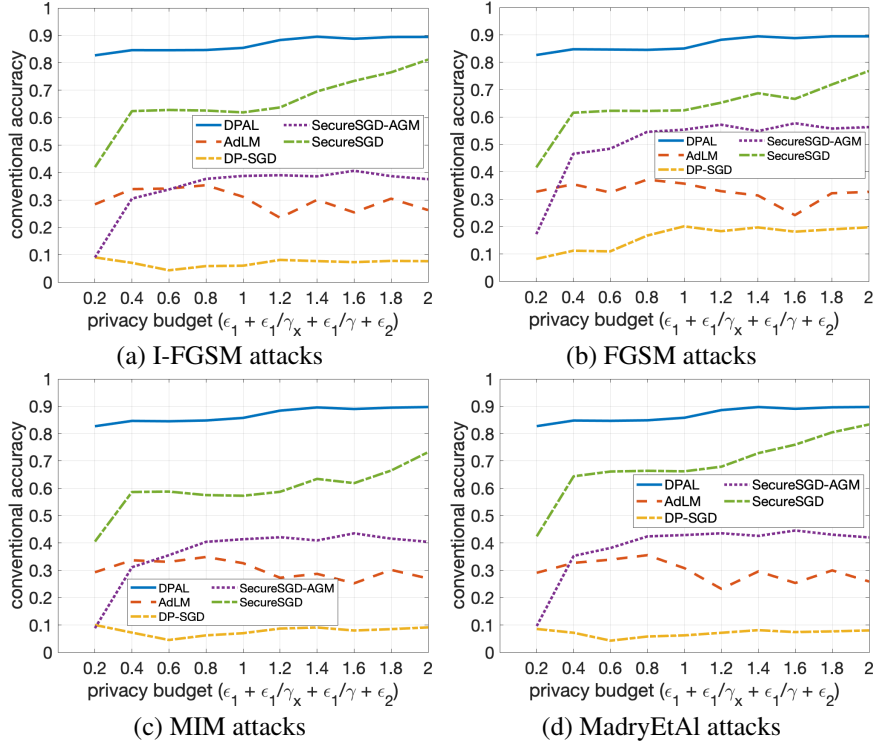 1
0.9
0.8
0.7
0.6
0.5
0.4
0.3
0.2
0.1
0
conventional accuracy
DPAL
AdLM
DP-SGD
SecureSGD-AGM
SecureSGD
0.2 0.4 0.6 0.8 1 1.2 1.4 1.6 1.8 2
privacy budget (ϵ₁ + ϵ₁/γₓ + ϵ₁/γ + ϵ₂)
(a) I-FGSM attacks
1
0.9
0.8
0.7
0.6
0.5
0.4
0.3
0.2
0.1
0
conventional accuracy
DPAL
AdLM
DP-SGD
SecureSGD-AGM
SecureSGD
0.2 0.4 0.6 0.8 1 1.2 1.4 1.6 1.8 2
privacy budget (ϵ₁ + ϵ₁/γₓ + ϵ₁/γ + ϵ₂)
(b) FGSM attacks
1
0.9
0.8
0.7
0.6
0.5
0.4
0.3
0.2
0.1
0
conventional accuracy
DPAL
AdLM
DP-SGD
SecureSGD-AGM
SecureSGD
0.2 0.4 0.6 0.8 1 1.2 1.4 1.6 1.8 2
privacy budget (ϵ₁ + ϵ₁/γₓ + ϵ₁/γ + ϵ₂)
(c) MIM attacks
1
0.9
0.8
0.7
0.6
0.5
0.4
0.3
0.2
0.1
0
conventional accuracy
DPAL
AdLM
DP-SGD
SecureSGD-AGM
SecureSGD
0.2 0.4 0.6 0.8 1 1.2 1.4 1.6 1.8 2
privacy budget (ϵ₁ + ϵ₁/γₓ + ϵ₁/γ + ϵ₂)
(d) MadryEtAl attacks